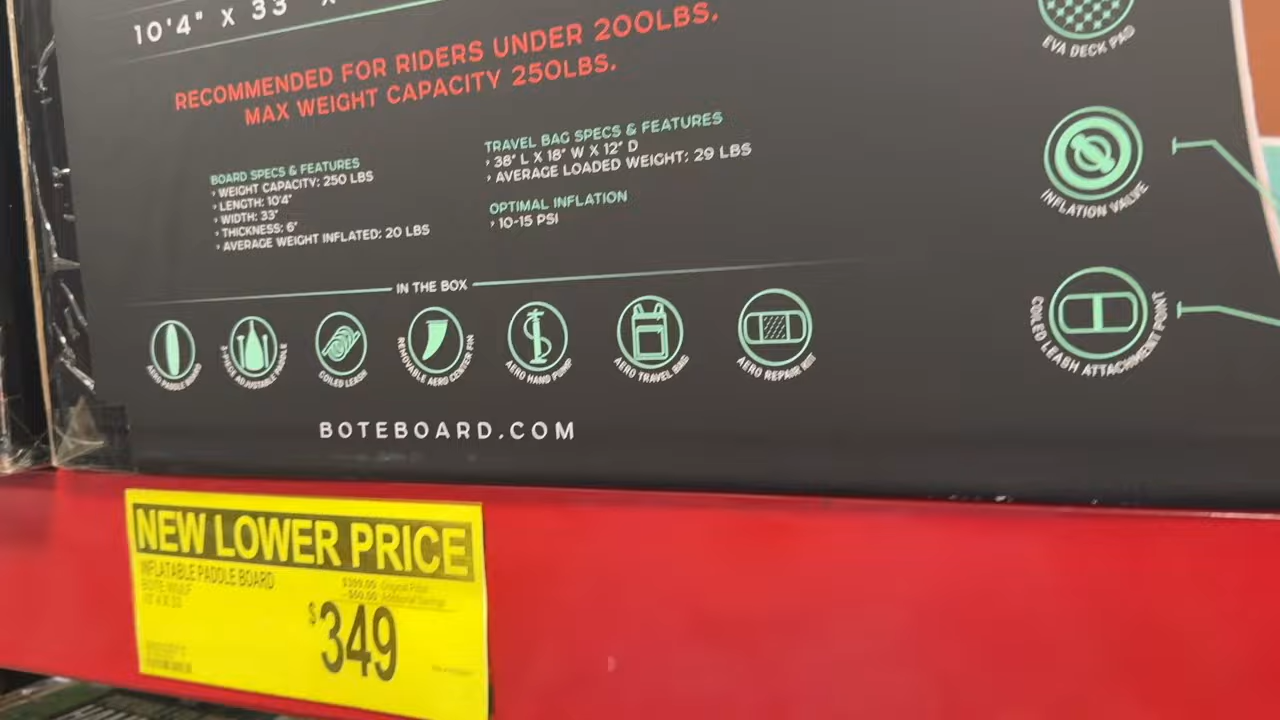 10'4" X 33" X
RECOMMENDED FOR RIDERS UNDER 200LBS.
MAX WEIGHT CAPACITY 250LBS.
BOARD SPECS & FEATURES
› WEIGHT CAPACITY: 250 LBS
› LENGTH: 10'4"
› WIDTH: 33"
› THICKNESS: 6"
› AVERAGE WEIGHT INFLATED: 20 LBS
TRAVEL BAG SPECS & FEATURES
› 38" L X 18" W X 12" D
› AVERAGE LOADED WEIGHT: 29 LBS
OPTIMAL INFLATION
› 10-15 PSI
IN THE BOX
AERO PADDLE BOARD
3-PIECE ADJUSTABLE PADDLE
COILED LEASH
REMOVABLE AERO CENTER FIN
AERO HAND PUMP
AERO TRAVEL BAG
AERO REPAIR KIT
BOTEBOARD.COM
EVA DECK PAD
INFLATION VALVE
COILED LEASH ATTACHMENT POINT
NEW LOWER PRICE
INFLATABLE PADDLE BOARD
$399.00 Original Price
-$50.00 Additional Savings
$349